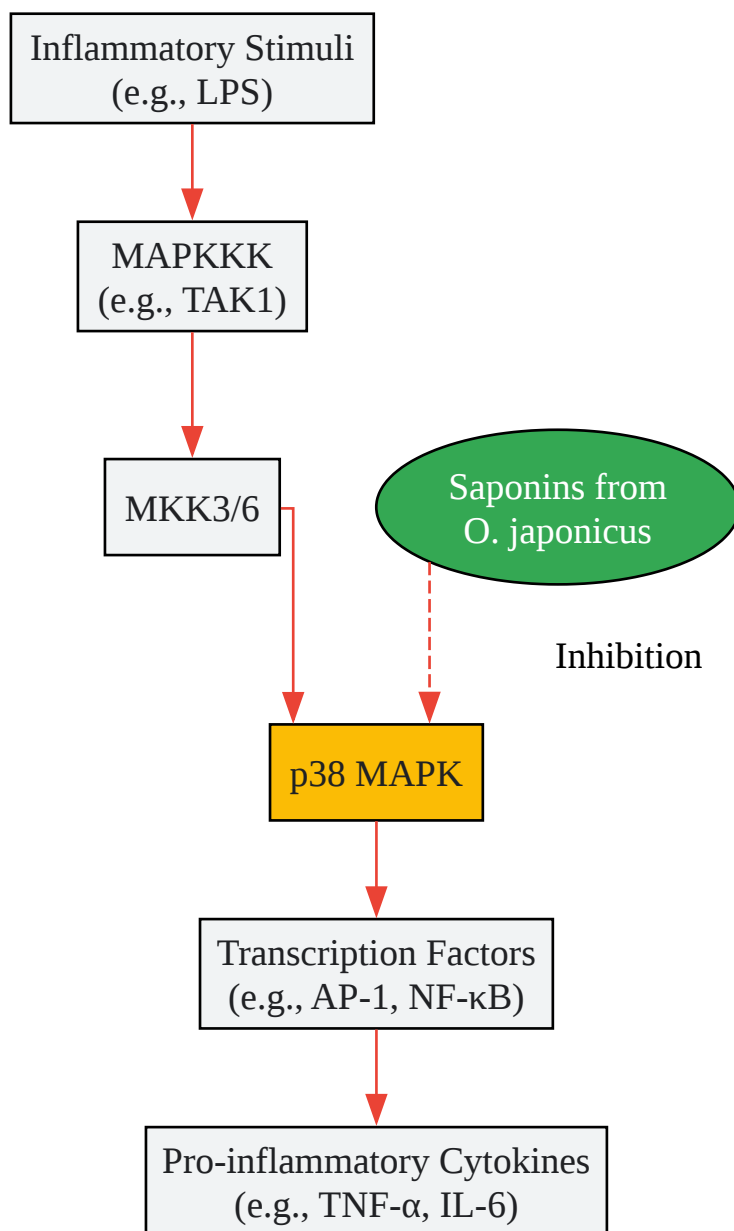 Inflammatory Stimuli
(e.g., LPS)
MAPKKK
(e.g., TAK1)
MKK3/6
Saponins from
O. japonicus
Inhibition
p38 MAPK
Transcription Factors
(e.g., AP-1, NF-κB)
Pro-inflammatory Cytokines
(e.g., TNF-α, IL-6)